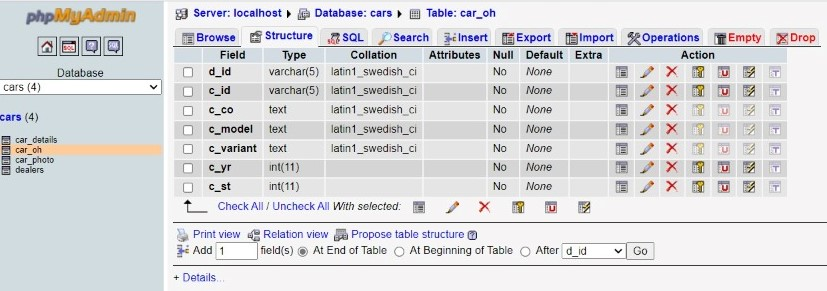 phpMyAdmin
Server: localhost Database: cars Table: car_oh
Browse Structure SQL Search Insert Export Import Operations Empty Drop
SQL
Database
cars (4)
cars (4)
car_details
car_oh
car_photo
dealers
Field Type Collation Attributes Null Default Extra Action
d_id varchar(5) latin1_swedish_ci No None
c_id varchar(5) latin1_swedish_ci No None
c_co text latin1_swedish_ci No None
c_model text latin1_swedish_ci No None
c_variant text latin1_swedish_ci No None
c_yr int(11) No None
c_st int(11) No None
Check All / Uncheck All With selected:
Print view Relation view Propose table structure
Add 1 field(s) At End of Table At Beginning of Table After d_id Go
+ Details...